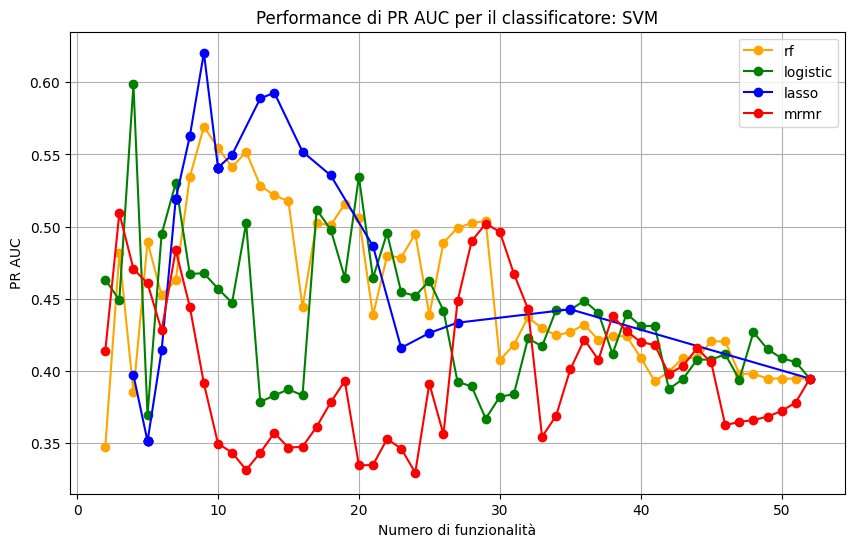 Performance di PR AUC per il classificatore: SVM
rf
logistic
lasso
mrmr
PR AUC
0.60
0.55
0.50
0.45
0.40
0.35
0
10
20
30
40
50
Numero di funzionalità